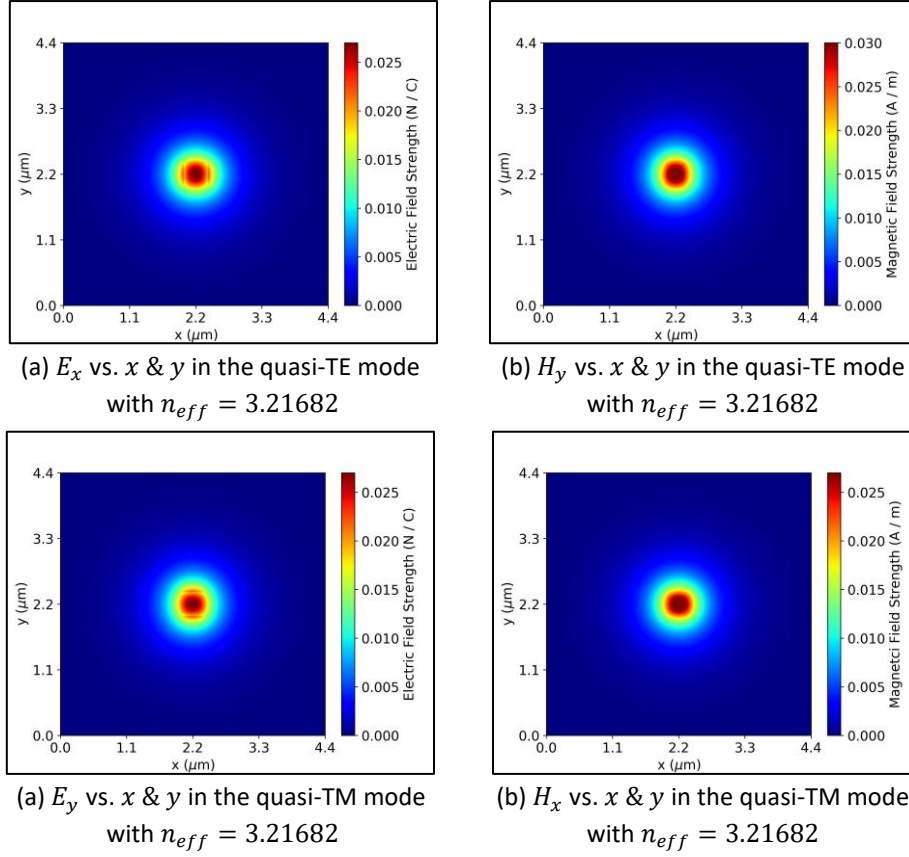 4.4
3.3
2.2
1.1
0.0
y (μm)
0.0 1.1 2.2 3.3 4.4
x (μm)
0.025
0.020
0.015
0.010
0.005
0.000
Electric Field Strength (N / C)
4.4
3.3
2.2
1.1
0.0
y (μm)
0.0 1.1 2.2 3.3 4.4
x (μm)
0.030
0.025
0.020
0.015
0.010
0.005
0.000
Magnetic Field Strength (A / m)
(a) E_x vs. x & y in the quasi-TE mode
with n_eff = 3.21682
(b) H_y vs. x & y in the quasi-TE mode
with n_eff = 3.21682
4.4
3.3
2.2
1.1
0.0
y (μm)
0.0 1.1 2.2 3.3 4.4
x (μm)
0.025
0.020
0.015
0.010
0.005
0.000
Electric Field Strength (N / C)
4.4
3.3
2.2
1.1
0.0
y (μm)
0.0 1.1 2.2 3.3 4.4
x (μm)
0.025
0.020
0.015
0.010
0.005
0.000
Magnetci Field Strength (A / m)
(a) E_y vs. x & y in the quasi-TM mode
with n_eff = 3.21682
(b) H_x vs. x & y in the quasi-TM mode
with n_eff = 3.21682